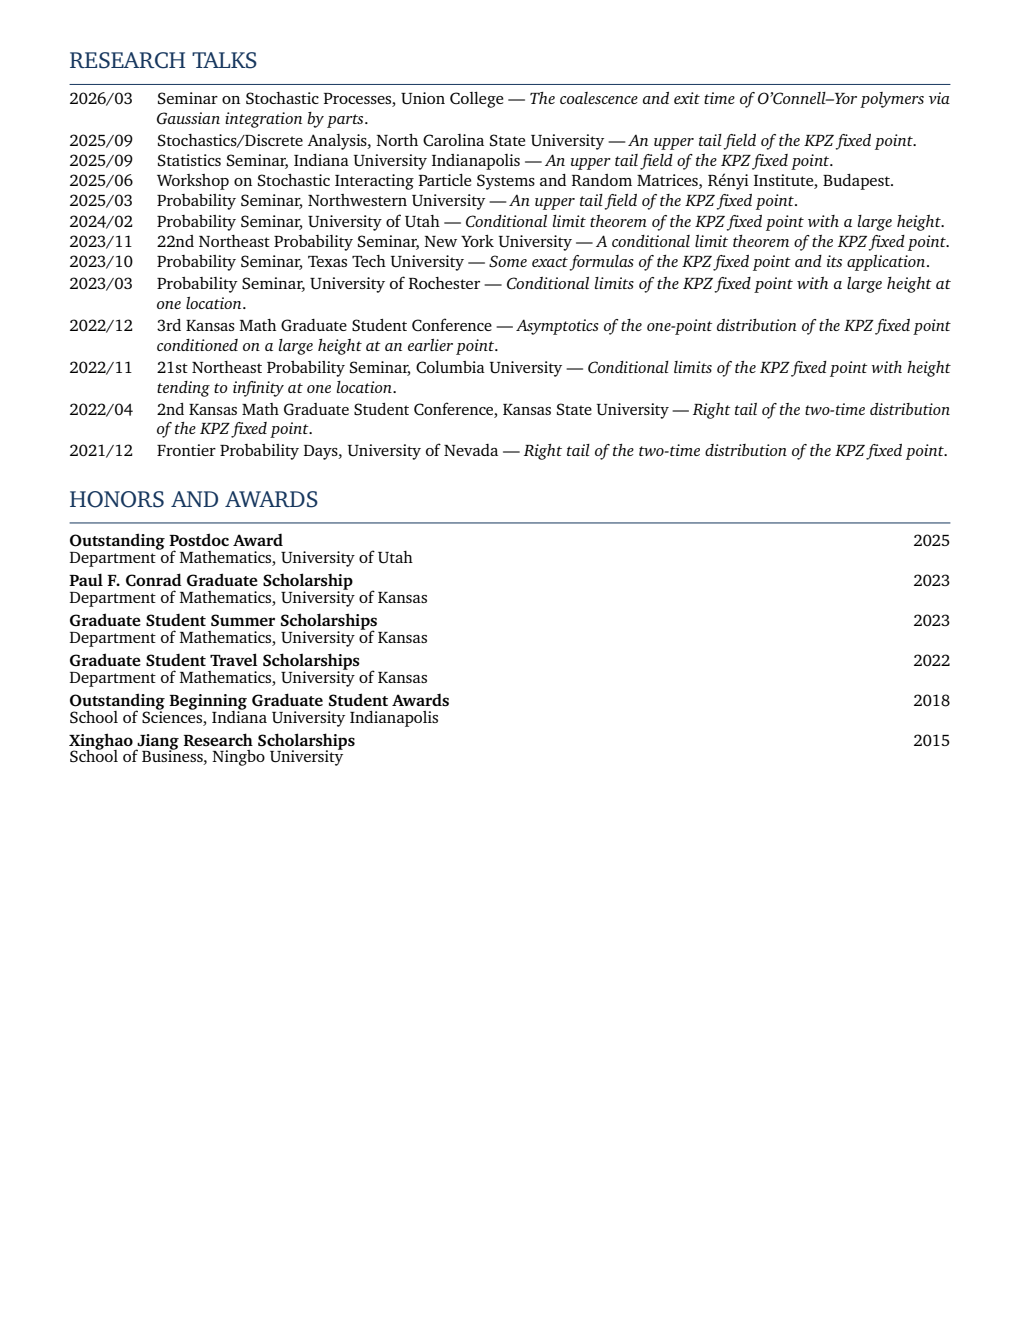 RESEARCH TALKS
2026/03 Seminar on Stochastic Processes, Union College — The coalescence and exit time of O’Connell–Yor polymers via
Gaussian integration by parts.
2025/09 Stochastics/Discrete Analysis, North Carolina State University — An upper tail field of the KPZ fixed point.
2025/09 Statistics Seminar, Indiana University Indianapolis — An upper tail field of the KPZ fixed point.
2025/06 Workshop on Stochastic Interacting Particle Systems and Random Matrices, Rényi Institute, Budapest.
2025/03 Probability Seminar, Northwestern University — An upper tail field of the KPZ fixed point.
2024/02 Probability Seminar, University of Utah — Conditional limit theorem of the KPZ fixed point with a large height.
2023/11 22nd Northeast Probability Seminar, New York University — A conditional limit theorem of the KPZ fixed point.
2023/10 Probability Seminar, Texas Tech University — Some exact formulas of the KPZ fixed point and its application.
2023/03 Probability Seminar, University of Rochester — Conditional limits of the KPZ fixed point with a large height at
one location.
2022/12 3rd Kansas Math Graduate Student Conference — Asymptotics of the one-point distribution of the KPZ fixed point
conditioned on a large height at an earlier point.
2022/11 21st Northeast Probability Seminar, Columbia University — Conditional limits of the KPZ fixed point with height
tending to infinity at one location.
2022/04 2nd Kansas Math Graduate Student Conference, Kansas State University — Right tail of the two-time distribution
of the KPZ fixed point.
2021/12 Frontier Probability Days, University of Nevada — Right tail of the two-time distribution of the KPZ fixed point.
HONORS AND AWARDS
Outstanding Postdoc Award 2025
Department of Mathematics, University of Utah
Paul F. Conrad Graduate Scholarship 2023
Department of Mathematics, University of Kansas
Graduate Student Summer Scholarships 2023
Department of Mathematics, University of Kansas
Graduate Student Travel Scholarships 2022
Department of Mathematics, University of Kansas
Outstanding Beginning Graduate Student Awards 2018
School of Sciences, Indiana University Indianapolis
Xinghao Jiang Research Scholarships 2015
School of Business, Ningbo University